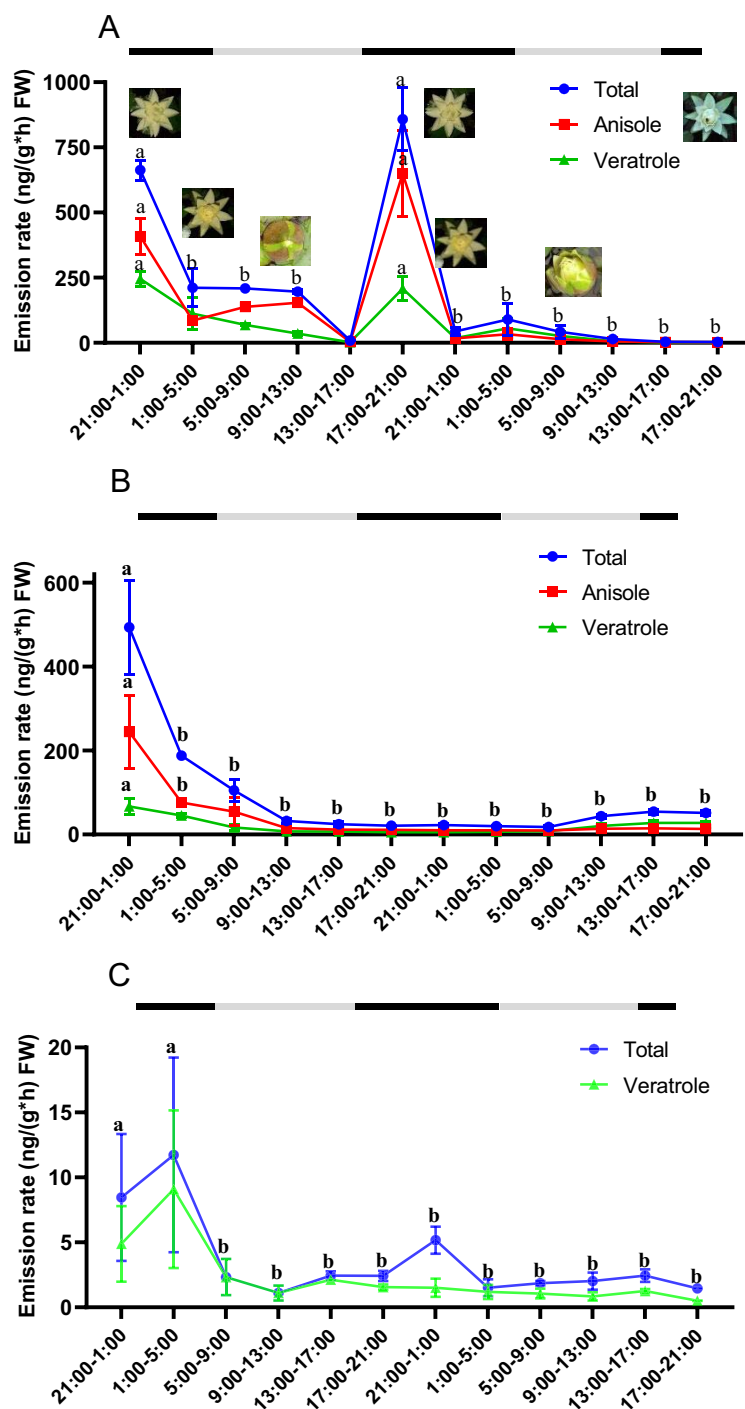 A
Emission rate (ng/(g*h) FW)
1000
750
500
250
0
Total
Anisole
Veratrole
a
a
a
b
b
b
a
a
a
b
b
b
b
b
b
21:00-1:00
1:00-5:00
5:00-9:00
9:00-13:00
13:00-17:00
17:00-21:00
21:00-1:00
1:00-5:00
5:00-9:00
9:00-13:00
13:00-17:00
17:00-21:00
B
Emission rate (ng/(g*h) FW)
600
400
200
0
Total
Anisole
Veratrole
a
a
a
b
b
b
b
b
b
b
b
b
b
b
b
21:00-1:00
1:00-5:00
5:00-9:00
9:00-13:00
13:00-17:00
17:00-21:00
21:00-1:00
1:00-5:00
5:00-9:00
9:00-13:00
13:00-17:00
17:00-21:00
C
Emission rate (ng/(g*h) FW)
20
15
10
5
0
Total
Veratrole
a
a
b
b
b
b
b
b
b
b
b
b
21:00-1:00
1:00-5:00
5:00-9:00
9:00-13:00
13:00-17:00
17:00-21:00
21:00-1:00
1:00-5:00
5:00-9:00
9:00-13:00
13:00-17:00
17:00-21:00